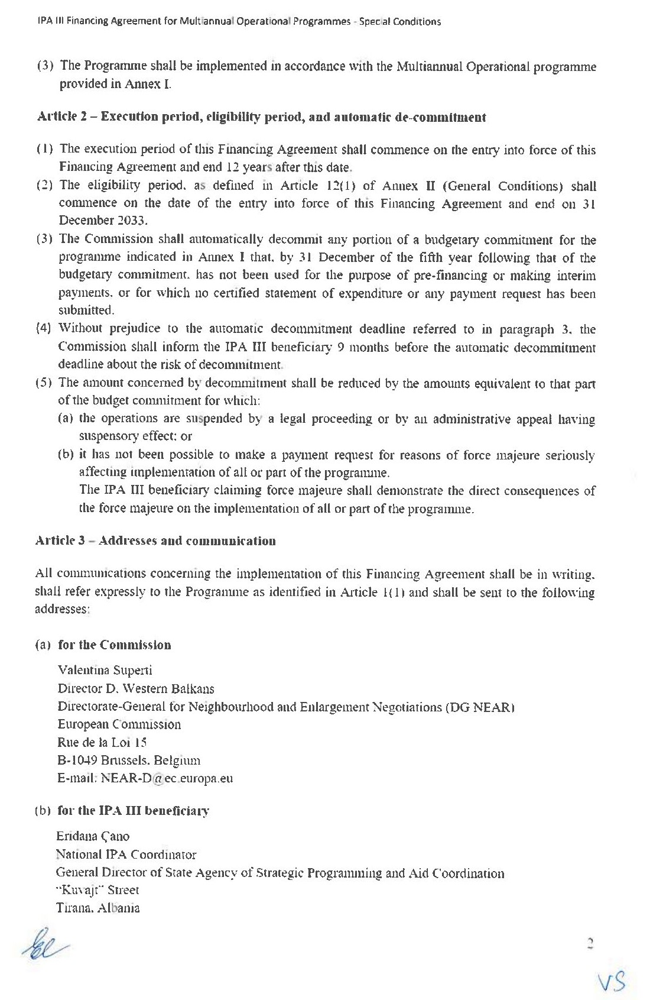 IPA III Financing Agreement for Multiannual Operational Programmes - Special Conditions
(3) The Programme shall be implemented in accordance with the Multiannual Operational programme
provided in Annex I.
Article 2 – Execution period, eligibility period, and automatic de-commitment
(1) The execution period of this Financing Agreement shall commence on the entry into force of this
Financing Agreement and end 12 years after this date.
(2) The eligibility period, as defined in Article 12(1) of Annex II (General Conditions) shall
commence on the date of the entry into force of this Financing Agreement and end on 31
December 2033.
(3) The Commission shall automatically decommit any portion of a budgetary commitment for the
programme indicated in Annex I that, by 31 December of the fifth year following that of the
budgetary commitment, has not been used for the purpose of pre-financing or making interim
payments, or for which no certified statement of expenditure or any payment request has been
submitted.
(4) Without prejudice to the automatic decommitment deadline referred to in paragraph 3, the
Commission shall inform the IPA III beneficiary 9 months before the automatic decommitment
deadline about the risk of decommitment.
(5) The amount concerned by decommitment shall be reduced by the amounts equivalent to that part
of the budget commitment for which:
(a) the operations are suspended by a legal proceeding or by an administrative appeal having
suspensory effect; or
(b) it has not been possible to make a payment request for reasons of force majeure seriously
affecting implementation of all or part of the programme.
The IPA III beneficiary claiming force majeure shall demonstrate the direct consequences of
the force majeure on the implementation of all or part of the programme.
Article 3 – Addresses and communication
All communications concerning the implementation of this Financing Agreement shall be in writing,
shall refer expressly to the Programme as identified in Article 1(1) and shall be sent to the following
addresses:
(a) for the Commission
Valentina Superti
Director D, Western Balkans
Directorate-General for Neighbourhood and Enlargement Negotiations (DG NEAR)
European Commission
Rue de la Loi 15
B-1049 Brussels, Belgium
E-mail: NEAR-D@ec.europa.eu
(b) for the IPA III beneficiary
Eridana Çano
National IPA Coordinator
General Director of State Agency of Strategic Programming and Aid Coordination
“Kuvajt” Street
Tirana, Albania
2
VS